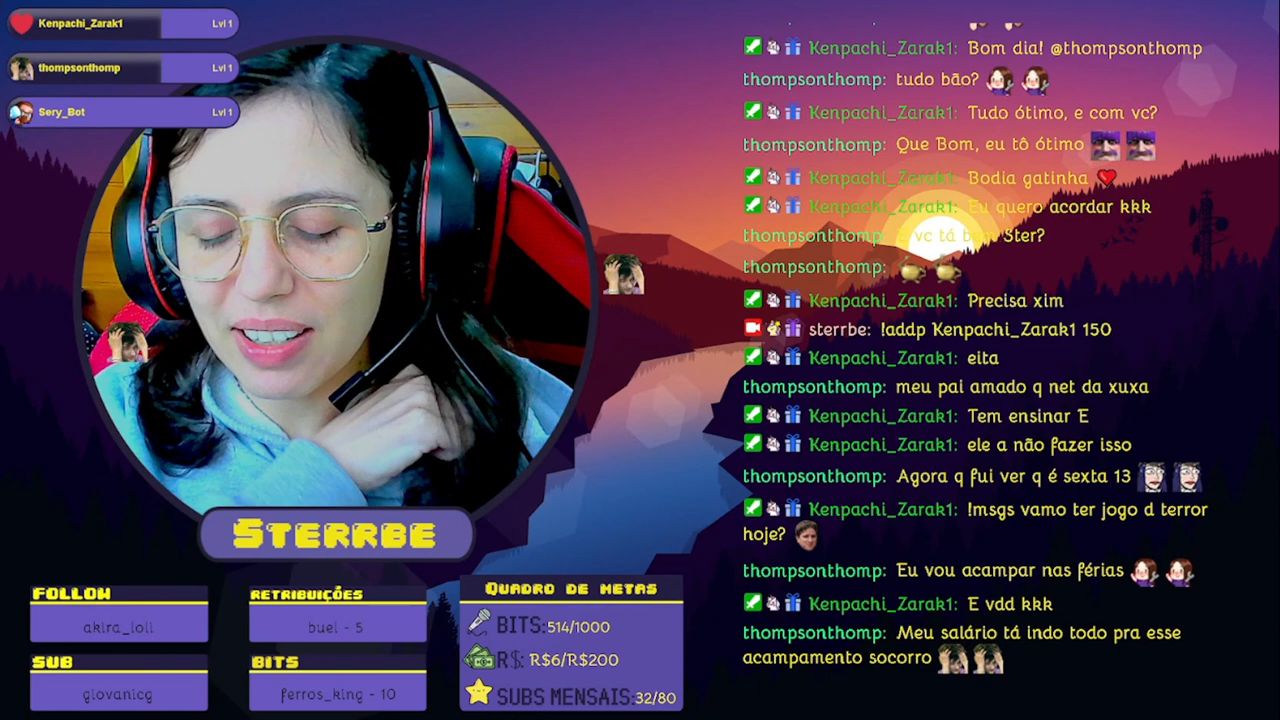 Kenpachi_Zarak1 Lvl 1
thompsonthomp Lvl 1
Sery_Bot Lvl 1
STERRBE
FOLLOW
akira_loli
SUB
giovanicg
RETRIBUIÇÕES
buel - 5
BITS
ferros_king - 10
QUADRO DE METAS
BITS:514/1000
R$: R$6/R$200
SUBS MENSAIS:32/80
Kenpachi_Zarak1: Bom dia! @thompsonthomp
thompsonthomp: tudo bão?
Kenpachi_Zarak1: Tudo ótimo, e com vc?
thompsonthomp: Que Bom, eu tô ótimo
Kenpachi_Zarak1: Bodia gatinha
Kenpachi_Zarak1: Eu quero acordar kkk
thompsonthomp: E vc tá bem Ster?
thompsonthomp:
Kenpachi_Zarak1: Precisa xim
sterrbe: !addp Kenpachi_Zarak1 150
Kenpachi_Zarak1: eita
thompsonthomp: meu pai amado q net da xuxa
Kenpachi_Zarak1: Tem ensinar E
Kenpachi_Zarak1: ele a não fazer isso
thompsonthomp: Agora q fui ver q é sexta 13
Kenpachi_Zarak1: !msgs vamo ter jogo d terror
hoje?
thompsonthomp: Eu vou acampar nas férias
Kenpachi_Zarak1: E vdd kkk
thompsonthomp: Meu salário tá indo todo pra esse
acampamento socorro